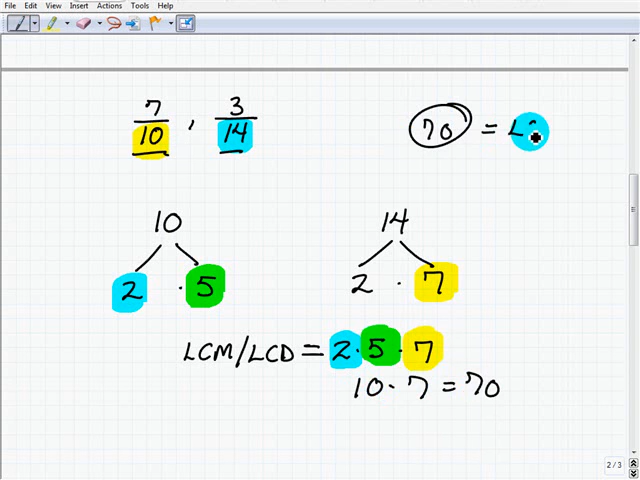 File Edit View Insert Actions Tools Help
7/10 , 3/14
70 = L
10
14
2 · 5
2 · 7
LCM/LCD = 2 · 5 · 7
10 · 7 = 70
2 / 3